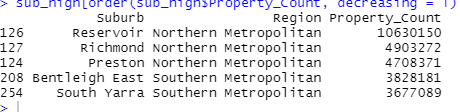 > sub_high[order(sub_high$Property_Count, decreasing = T)
Suburb Region Property_Count
126 Reservoir Northern Metropolitan 10630150
127 Richmond Northern Metropolitan 4903272
124 Preston Northern Metropolitan 4708371
208 Bentleigh East Southern Metropolitan 3828181
254 South Yarra Southern Metropolitan 3677089
>